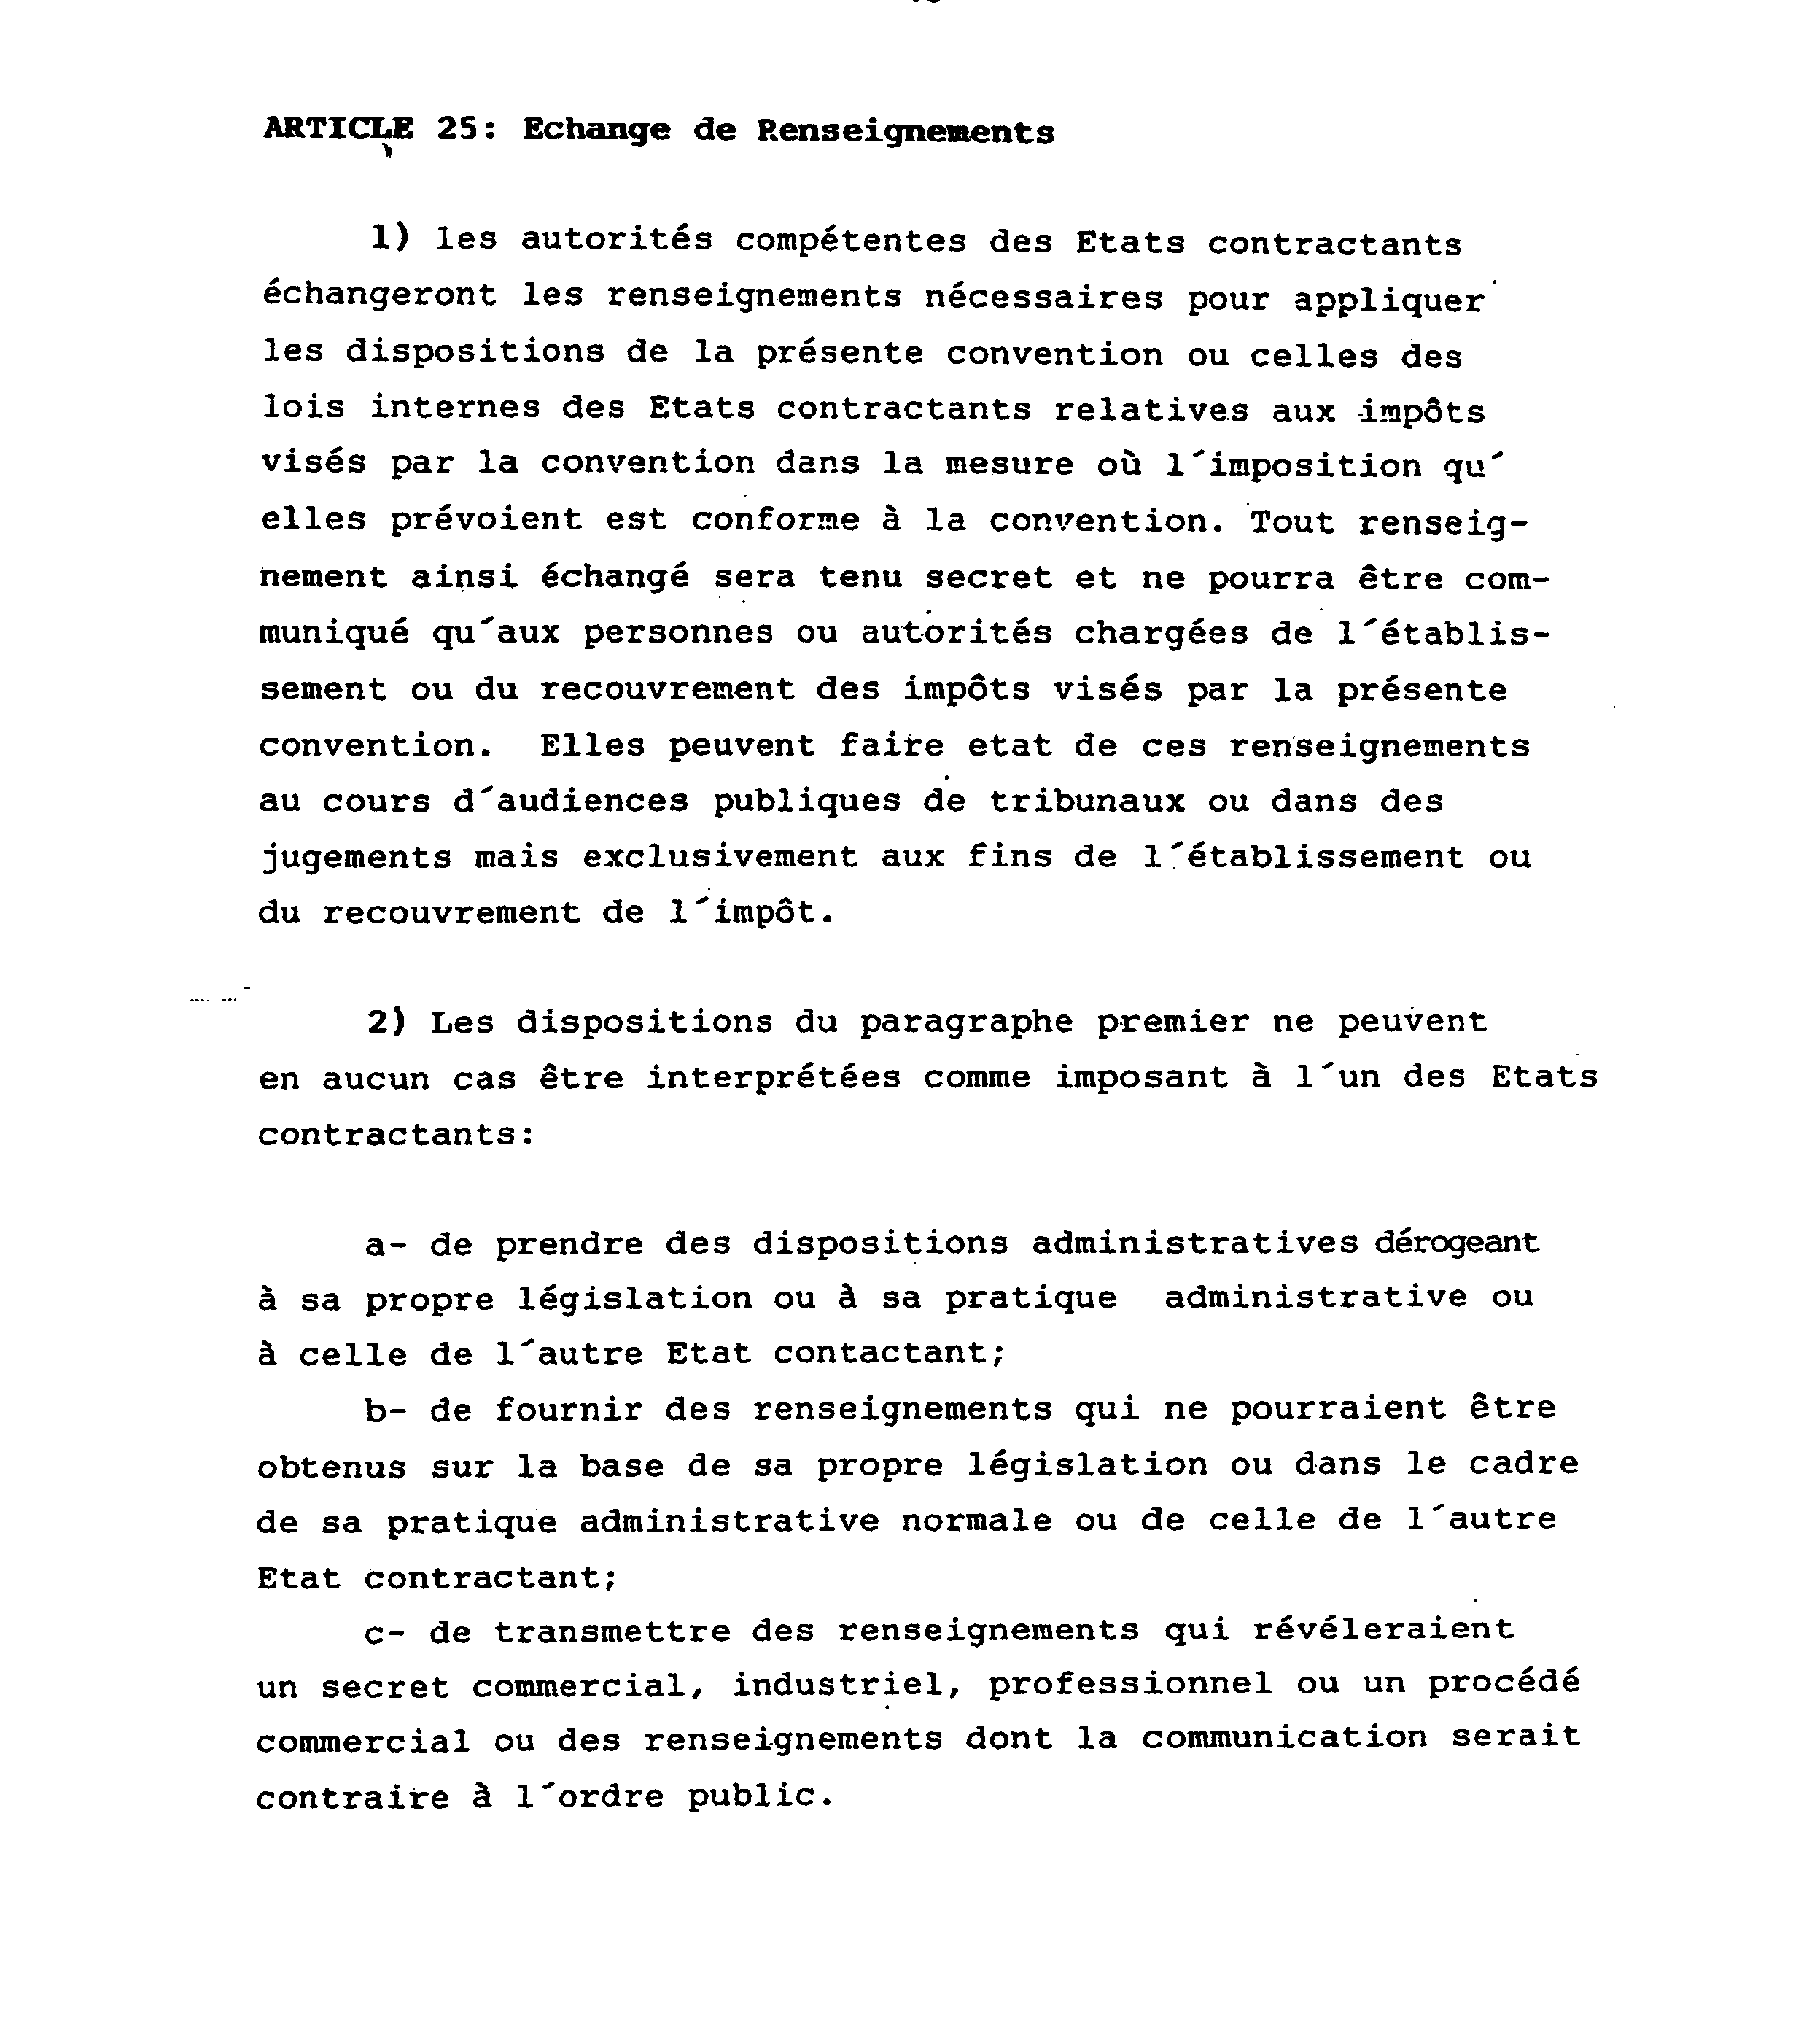 ARTICLE 25: Echange de Renseignements
1) les autorités compétentes des Etats contractants
échangeront les renseignements nécessaires pour appliquer
les dispositions de la présente convention ou celles des
lois internes des Etats contractants relatives aux impôts
visés par la convention dans la mesure où l'imposition qu'
elles prévoient est conforme à la convention. Tout renseig-
nement ainsi échangé sera tenu secret et ne pourra être com-
muniqué qu'aux personnes ou autorités chargées de l'établis-
sement ou du recouvrement des impôts visés par la présente
convention. Elles peuvent faire etat de ces renseignements
au cours d'audiences publiques de tribunaux ou dans des
jugements mais exclusivement aux fins de l'établissement ou
du recouvrement de l'impôt.
2) Les dispositions du paragraphe premier ne peuvent
en aucun cas être interprétées comme imposant à l'un des Etats
contractants:
a- de prendre des dispositions administratives dérogeant
à sa propre législation ou à sa pratique administrative ou
à celle de l'autre Etat contactant;
b- de fournir des renseignements qui ne pourraient être
obtenus sur la base de sa propre législation ou dans le cadre
de sa pratique administrative normale ou de celle de l'autre
Etat contractant;
c- de transmettre des renseignements qui révéleraient
un secret commercial, industriel, professionnel ou un procédé
commercial ou des renseignements dont la communication serait
contraire à l'ordre public.